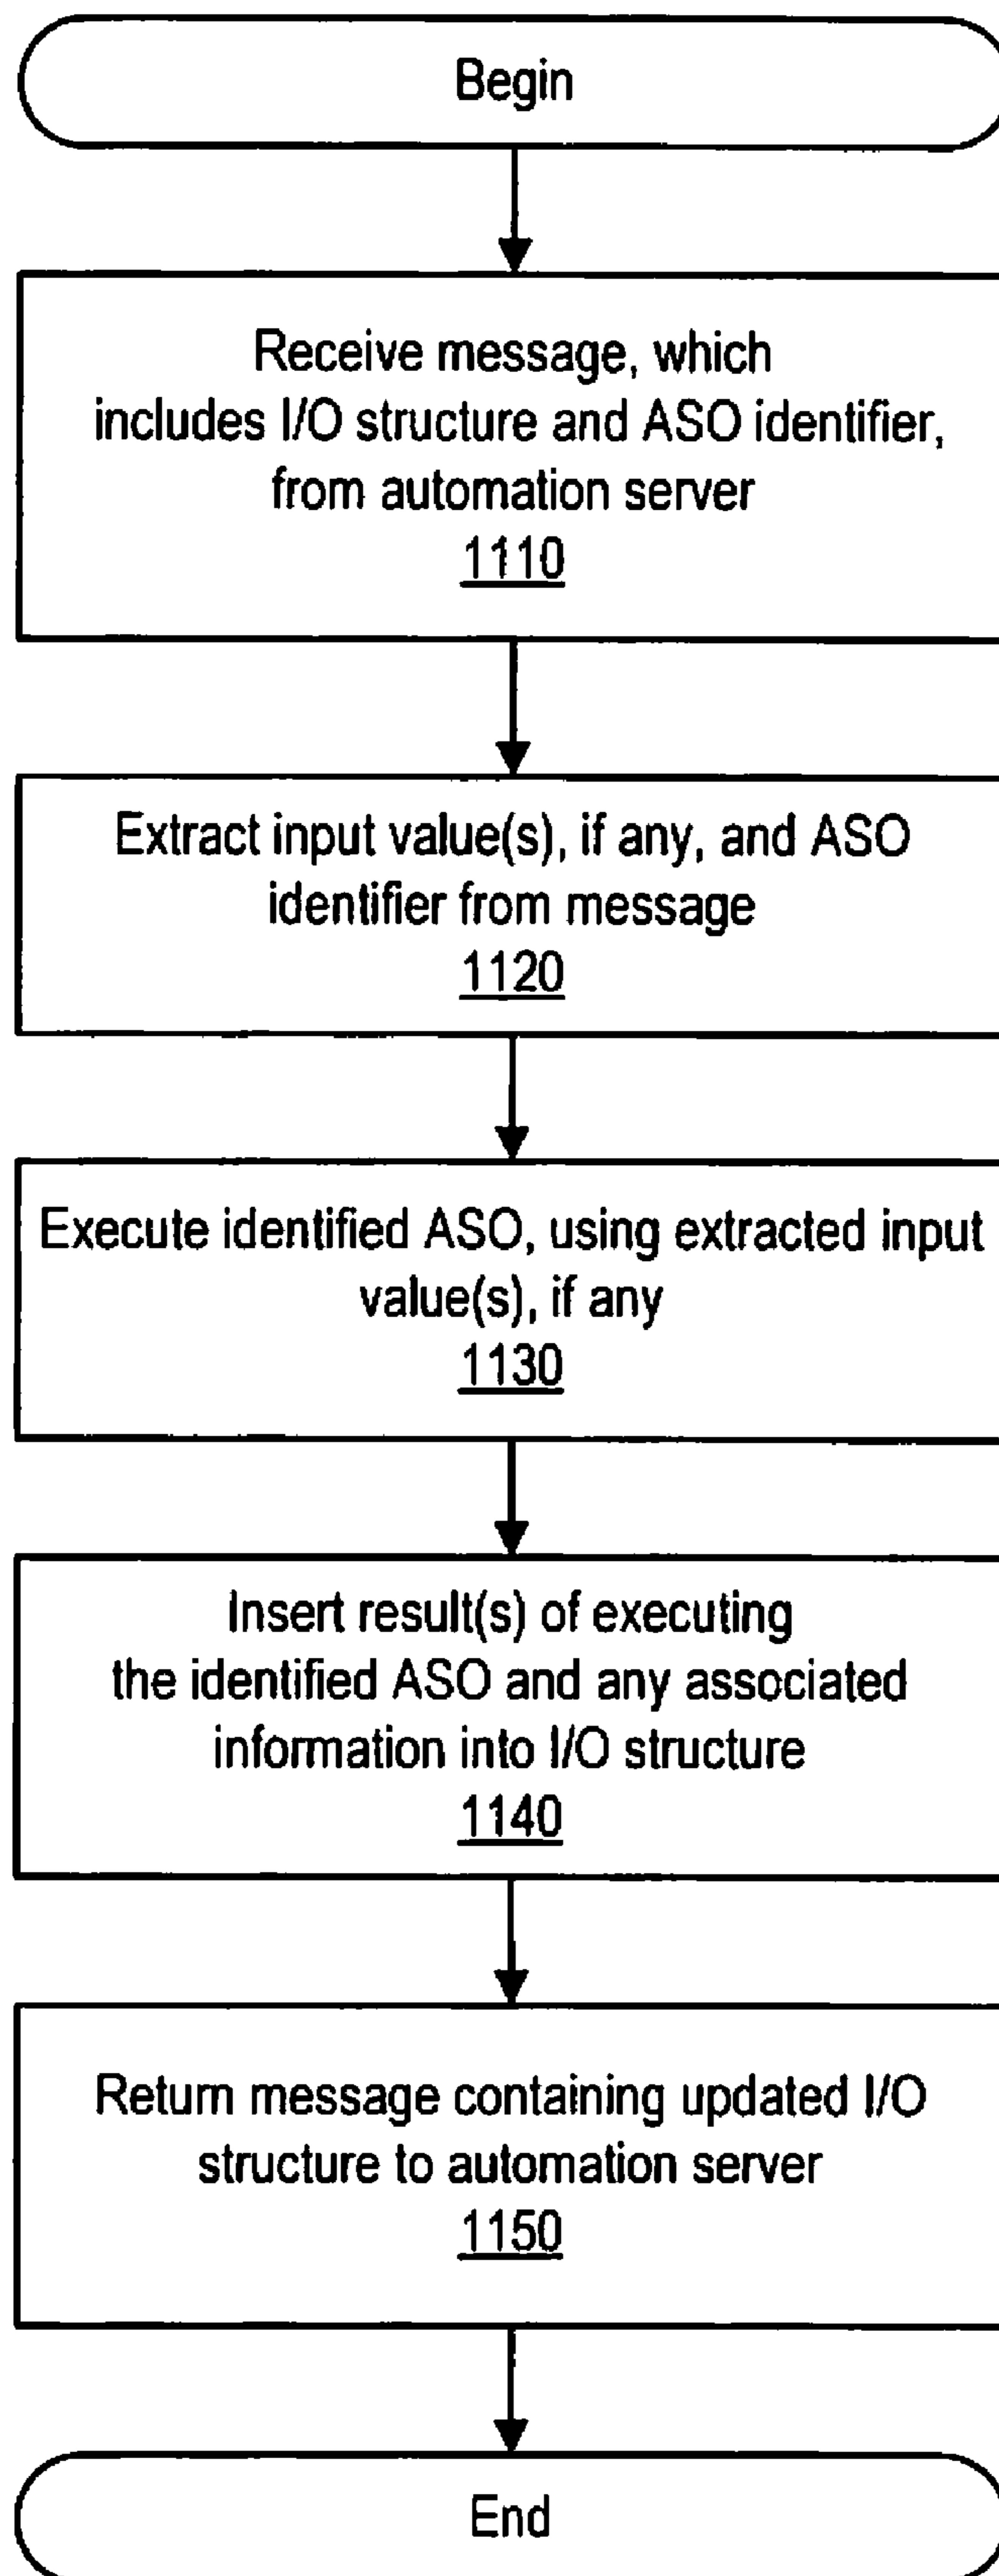 Begin
Receive message, which
includes I/O structure and ASO identifier,
from automation server
1110
Extract input value(s), if any, and ASO
identifier from message
1120
Execute identified ASO, using extracted input
value(s), if any
1130
Insert result(s) of executing
the identified ASO and any associated
information into I/O structure
1140
Return message containing updated I/O
structure to automation server
1150
End